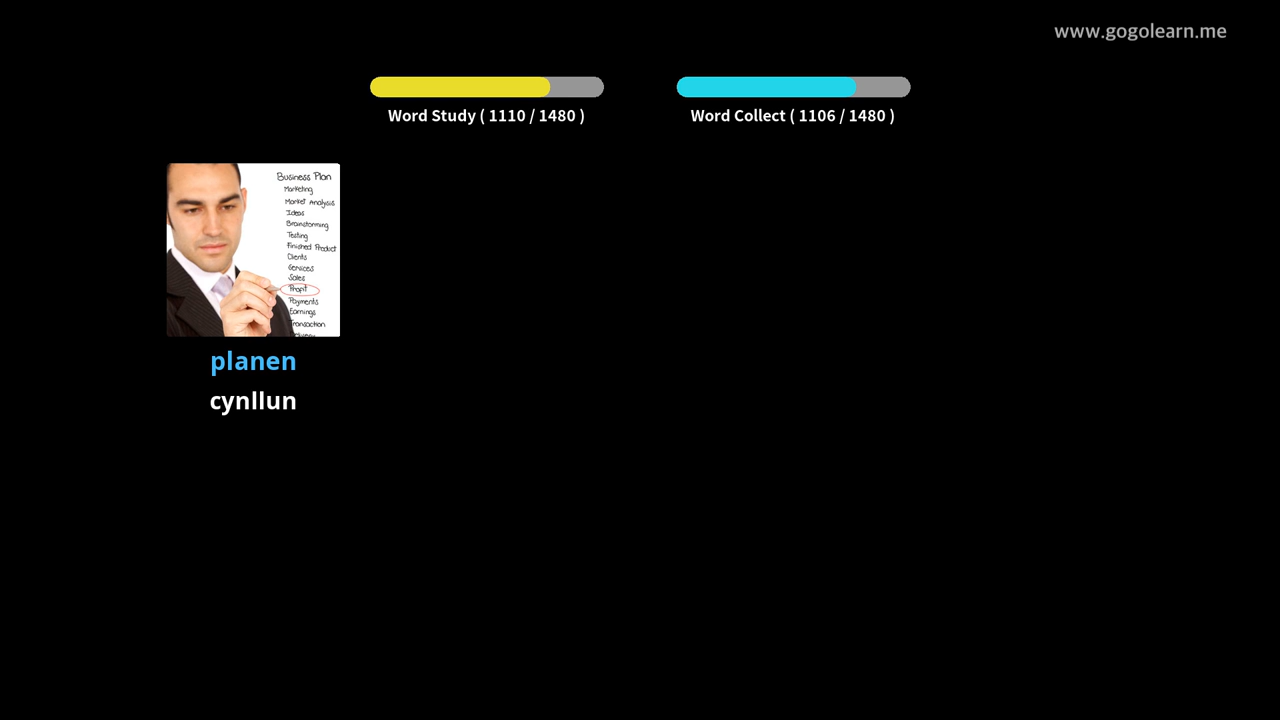 www.gogolearn.me
Word Study ( 1110 / 1480 )
Word Collect ( 1106 / 1480 )
Business Plan
Marketing
Market Analysis
Ideas
Brainstorming
Testing
Finished Product
Clients
Services
Sales
Profit
Payments
Earnings
Transaction
planen
cynllun